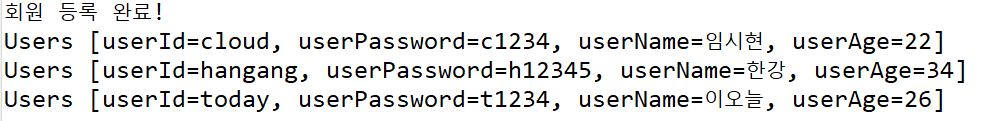 회원 등록 완료!
Users [userId=cloud, userPassword=c1234, userName=임시현, userAge=22]
Users [userId=hangang, userPassword=h12345, userName=한강, userAge=34]
Users [userId=today, userPassword=t1234, userName=이오늘, userAge=26]